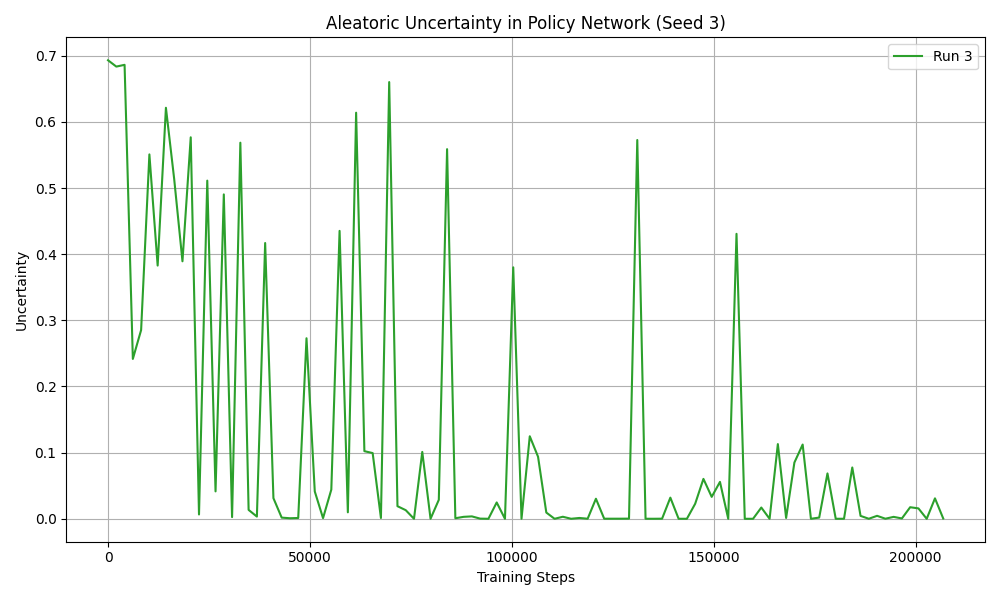 Aleatoric Uncertainty in Policy Network (Seed 3)
Run 3
Uncertainty
0.7
0.6
0.5
0.4
0.3
0.2
0.1
0.0
0 50000 100000 150000 200000
Training Steps